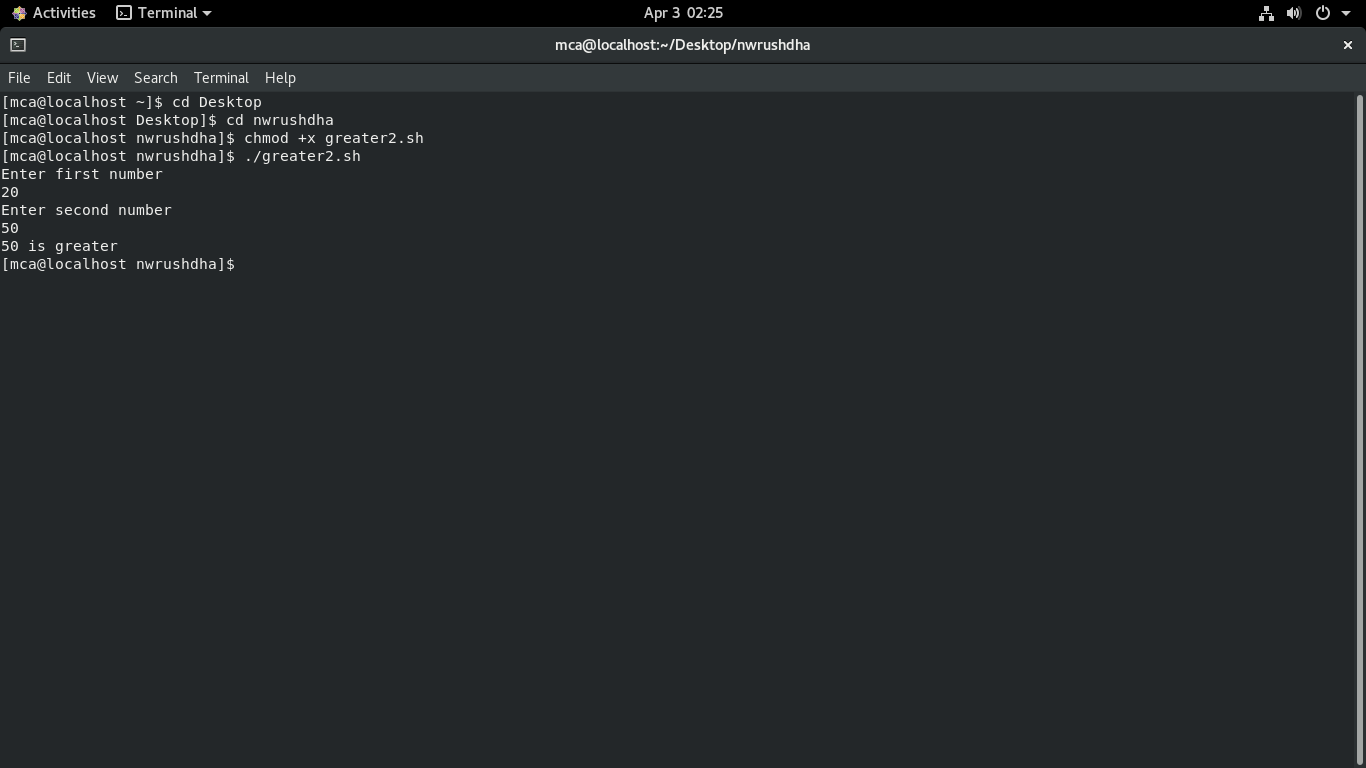 Activities Terminal Apr 3 02:25
mca@localhost:~/Desktop/nwrushdha
File Edit View Search Terminal Help
[mca@localhost ~]$ cd Desktop
[mca@localhost Desktop]$ cd nwrushdha
[mca@localhost nwrushdha]$ chmod +x greater2.sh
[mca@localhost nwrushdha]$ ./greater2.sh
Enter first number
20
Enter second number
50
50 is greater
[mca@localhost nwrushdha]$